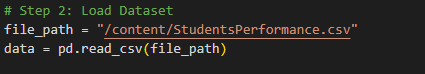 # Step 2: Load Dataset
file_path = "/content/StudentsPerformance.csv"
data = pd.read_csv(file_path)